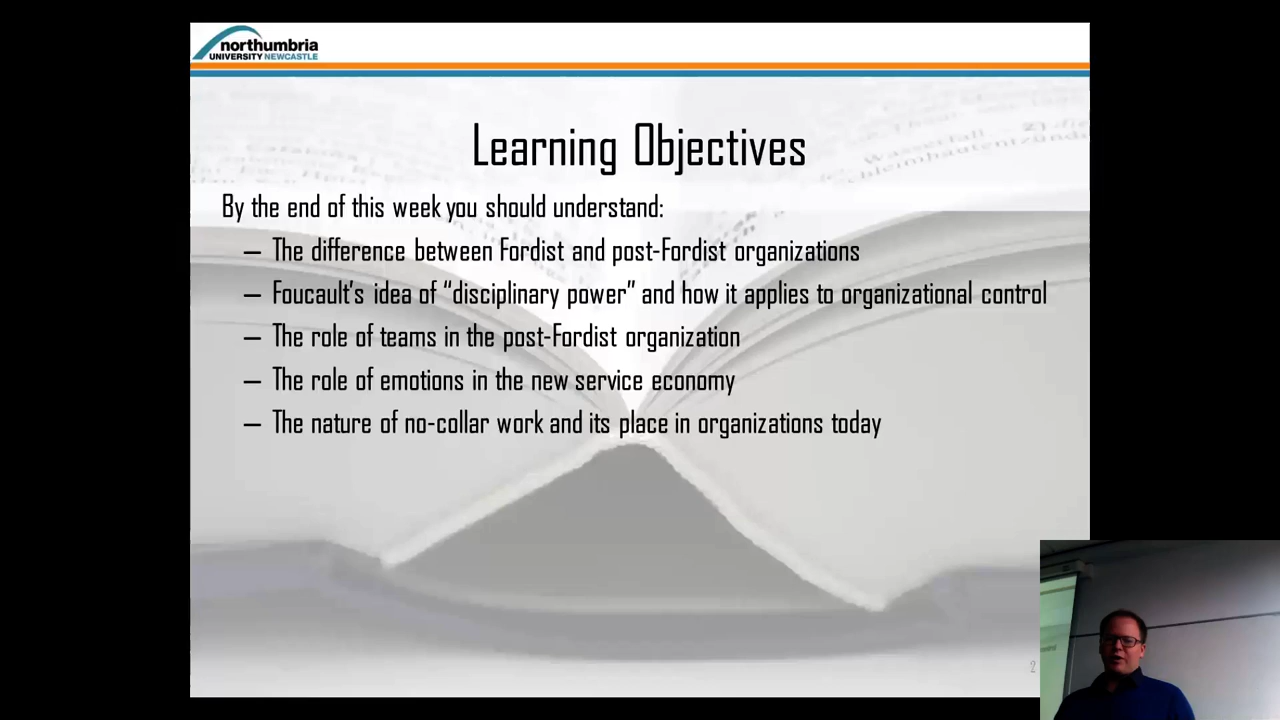 northumbria
UNIVERSITY NEWCASTLE
Wasserfall
Learning Objectives
By the end of this week you should understand:
– The difference between Fordist and post-Fordist organizations
– Foucault's idea of “disciplinary power” and how it applies to organizational control
– The role of teams in the post-Fordist organization
– The role of emotions in the new service economy
– The nature of no-collar work and its place in organizations today
2